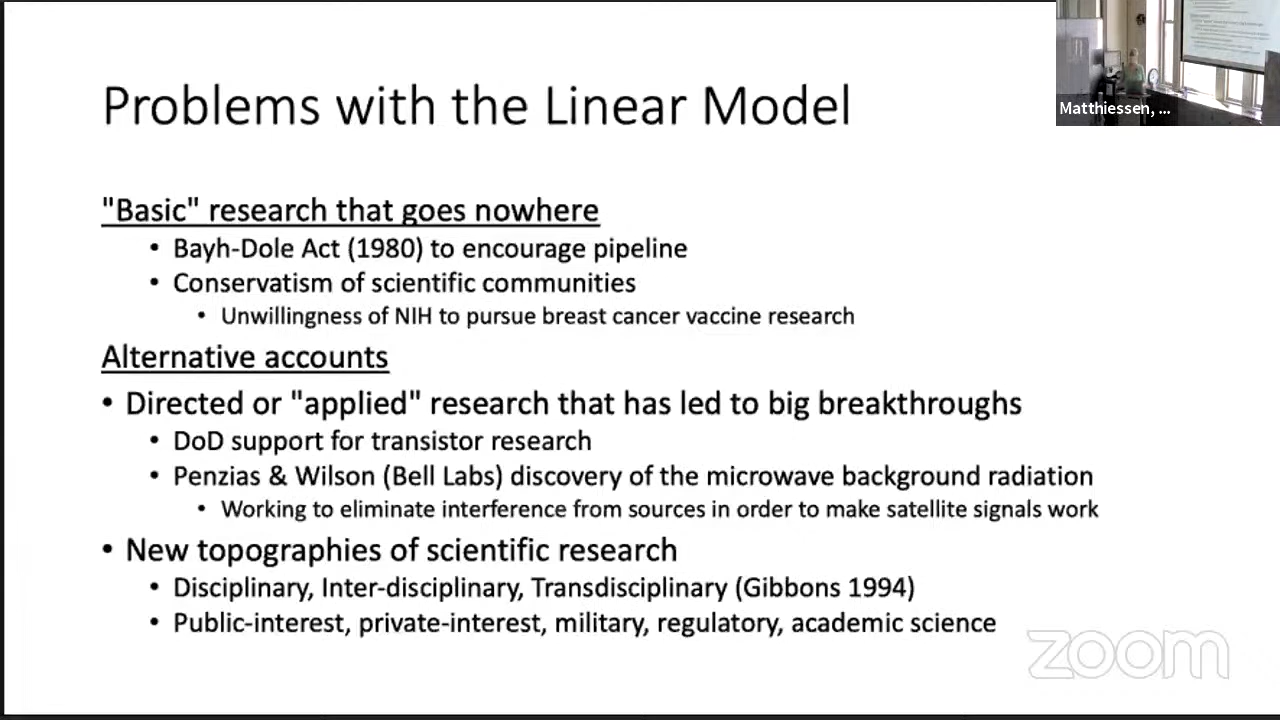 Problems with the Linear Model
Matthiessen, ...
"Basic" research that goes nowhere
• Bayh-Dole Act (1980) to encourage pipeline
• Conservatism of scientific communities
• Unwillingness of NIH to pursue breast cancer vaccine research
Alternative accounts
• Directed or "applied" research that has led to big breakthroughs
• DoD support for transistor research
• Penzias & Wilson (Bell Labs) discovery of the microwave background radiation
• Working to eliminate interference from sources in order to make satellite signals work
• New topographies of scientific research
• Disciplinary, Inter-disciplinary, Transdisciplinary (Gibbons 1994)
• Public-interest, private-interest, military, regulatory, academic science
zoom